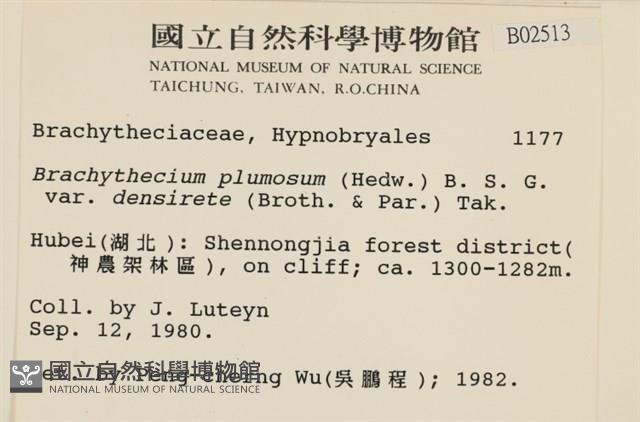 國立自然科學博物館
B02513
NATIONAL MUSEUM OF NATURAL SCIENCE
TAICHUNG, TAIWAN, R.O.CHINA
Brachytheciaceae, Hypnobryales 1177
Brachythecium plumosum (Hedw.) B. S. G.
var. densirete (Broth. & Par.) Tak.
Hubei(湖北): Shennongjia forest district(
神農架林區), on cliff; ca. 1300-1282m.
Coll. by J. Luteyn
Sep. 12, 1980.
by Peng-cherng Wu(吳鵬程); 1982.
國立自然科學博物館
NATIONAL MUSEUM OF NATURAL SCIENCE